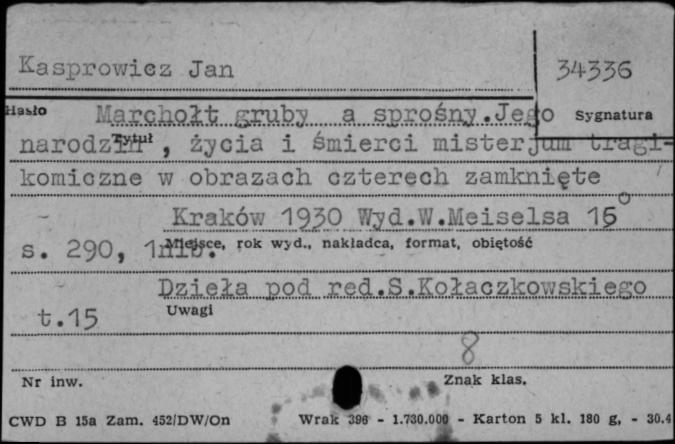 Kasprowicz Jan
34336
Hasło
Marchołt gruby a sprośny.Jego
Sygnatura
Tytuł
narodzin, życia i śmierci misterjum tragi-
komiczne w obrazach czterech zamknięte
Kraków 1930 Wyd.W.Meiselsa 15°
Miejsce, rok wyd., nakładca, format, objętość
s. 290, 1nlb.
Dzieła pod red.S.Kołaczkowskiego
Uwagi
t.15
8
Nr inw.
Znak klas.
CWD B 15a Zam. 452/DW/On Wrak 396 - 1.730.000 - Karton 5 kl. 180 g, - 30.4